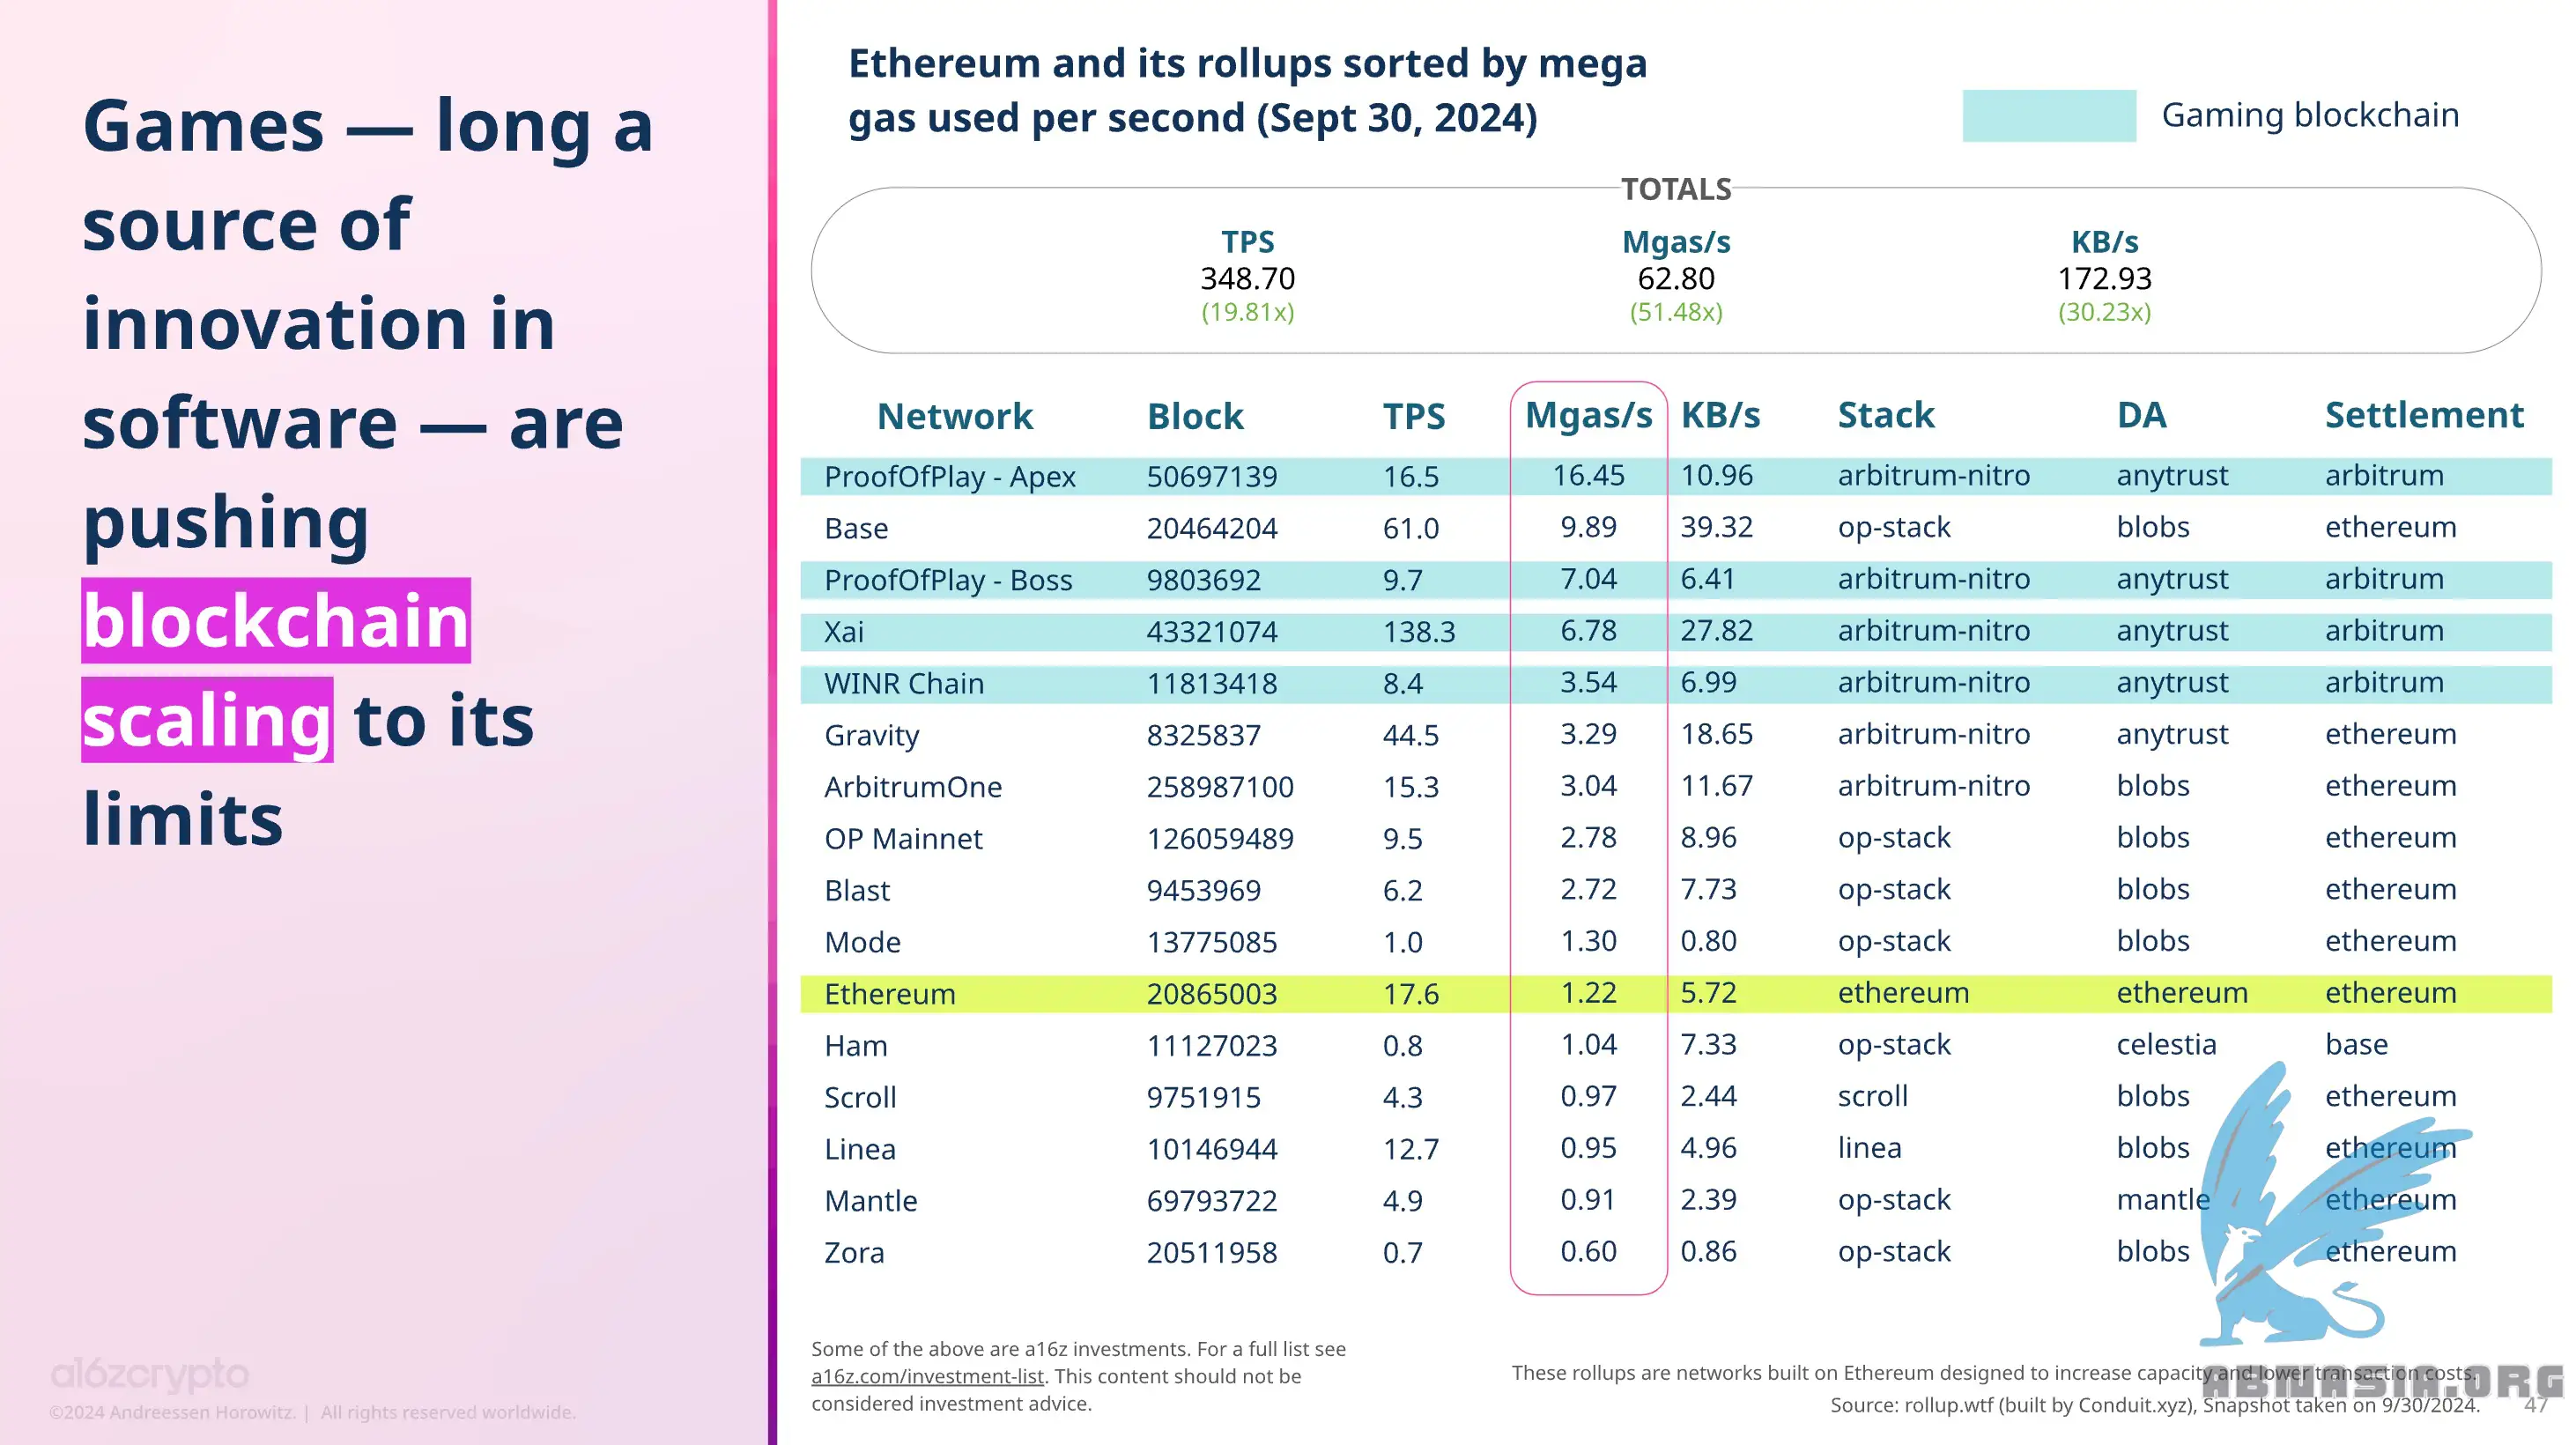 Games — long a
source of
innovation in
software — are
pushing
blockchain
scaling to its
limits
a16zcrypto
©2024 Andreessen Horowitz. | All rights reserved worldwide.
Ethereum and its rollups sorted by mega
gas used per second (Sept 30, 2024)
Gaming blockchain
TOTALS
TPS Mgas/s KB/s
348.70 62.80 172.93
(19.81x) (51.48x) (30.23x)
Network Block TPS Mgas/s KB/s Stack DA Settlement
ProofOfPlay - Apex 50697139 16.5 16.45 10.96 arbitrum-nitro anytrust arbitrum
Base 20464204 61.0 9.89 39.32 op-stack blobs ethereum
ProofOfPlay - Boss 9803692 9.7 7.04 6.41 arbitrum-nitro anytrust arbitrum
Xai 43321074 138.3 6.78 27.82 arbitrum-nitro anytrust arbitrum
WINR Chain 11813418 8.4 3.54 6.99 arbitrum-nitro anytrust arbitrum
Gravity 8325837 44.5 3.29 18.65 arbitrum-nitro anytrust ethereum
ArbitrumOne 258987100 15.3 3.04 11.67 arbitrum-nitro blobs ethereum
OP Mainnet 126059489 9.5 2.78 8.96 op-stack blobs ethereum
Blast 9453969 6.2 2.72 7.73 op-stack blobs ethereum
Mode 13775085 1.0 1.30 0.80 op-stack blobs ethereum
Ethereum 20865003 17.6 1.22 5.72 ethereum ethereum ethereum
Ham 11127023 0.8 1.04 7.33 op-stack celestia base
Scroll 9751915 4.3 0.97 2.44 scroll blobs ethereum
Linea 10146944 12.7 0.95 4.96 linea blobs ethereum
Mantle 69793722 4.9 0.91 2.39 op-stack mantle ethereum
Zora 20511958 0.7 0.60 0.86 op-stack blobs ethereum
Some of the above are a16z investments. For a full list see
a16z.com/investment-list. This content should not be
considered investment advice.
These rollups are networks built on Ethereum designed to increase capacity and lower transaction costs.
Source: rollup.wtf (built by Conduit.xyz), Snapshot taken on 9/30/2024.
ABIVASIA.ORG
47